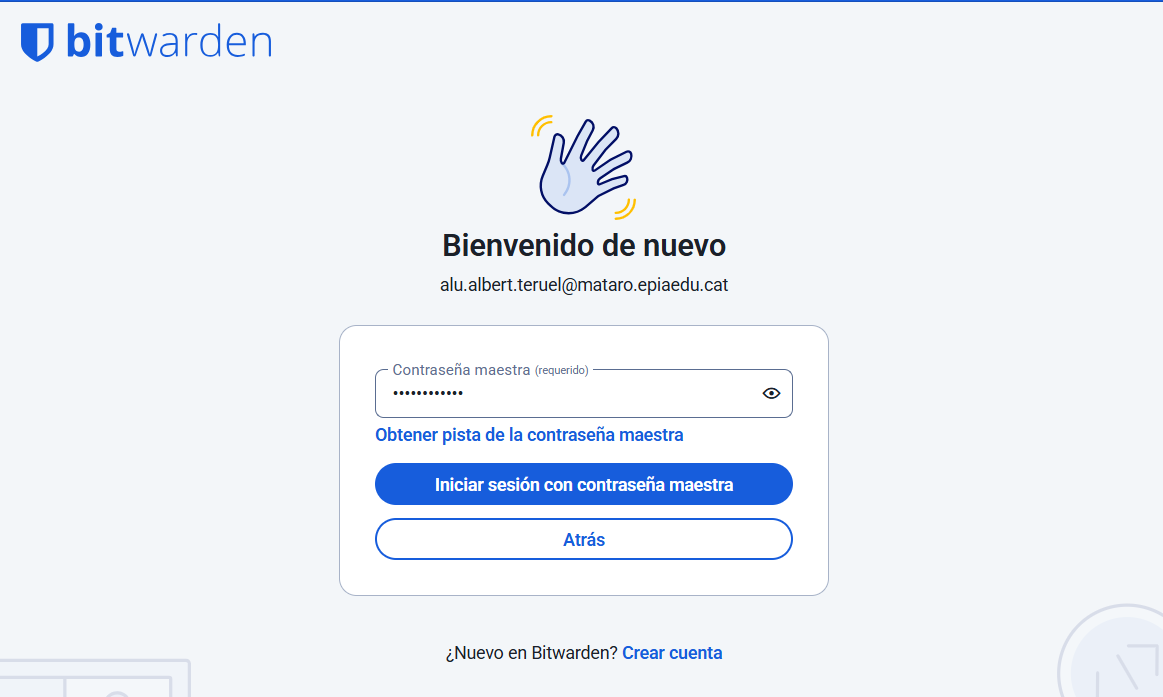 bitwarden
Bienvenido de nuevo
alu.albert.teruel@mataro.epiaedu.cat
Contraseña maestra (requerido)
••••••••••••
Obtener pista de la contraseña maestra
Iniciar sesión con contraseña maestra
Atrás
¿Nuevo en Bitwarden? Crear cuenta